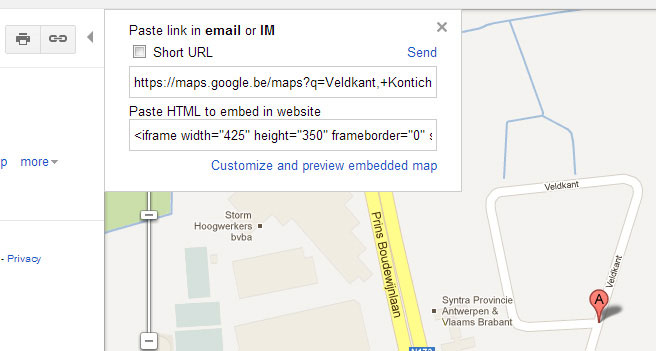 Paste link in email or IM
Short URL
Send
https://maps.google.be/maps?q=Veldkant,+Kontich
Paste HTML to embed in website
<iframe width="425" height="350" frameborder="0" s
Customize and preview embedded map
p
more
- Privacy
Storm
Hoogwerkers
bvba
Prins Boudewijnlaan
Veldkant
Veldkant
A
Syntra Provincie
Antwerpen &
Vlaams Brabant